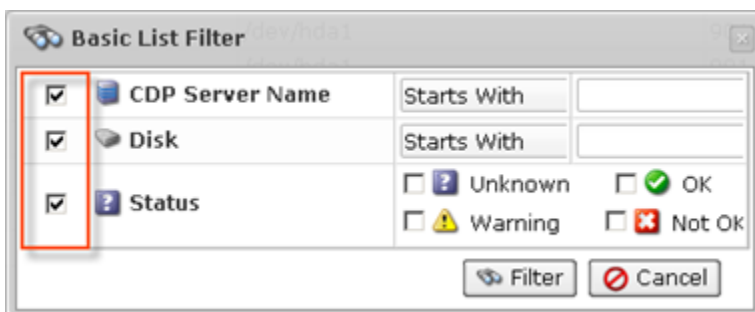 Basic List Filter
CDP Server Name Starts With
Disk Starts With
Status
Unknown OK
Warning Not OK
Filter Cancel